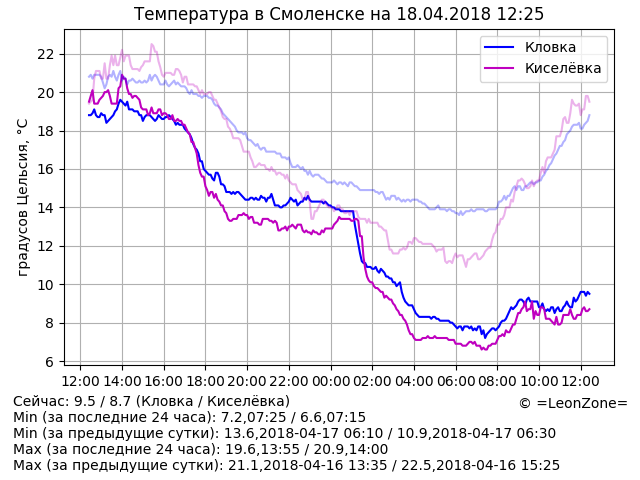 Температура в Смоленске на 18.04.2018 12:25
Кловка
Киселёвка
градусов Цельсия, °C
22
20
18
16
14
12
10
8
6
12:00 14:00 16:00 18:00 20:00 22:00 00:00 02:00 04:00 06:00 08:00 10:00 12:00
Сейчас: 9.5 / 8.7 (Кловка / Киселёвка)
© =LeonZone=
Min (за последние 24 часа): 7.2,07:25 / 6.6,07:15
Min (за предыдущие сутки): 13.6,2018-04-17 06:10 / 10.9,2018-04-17 06:30
Max (за последние 24 часа): 19.6,13:55 / 20.9,14:00
Max (за предыдущие сутки): 21.1,2018-04-16 13:35 / 22.5,2018-04-16 15:25